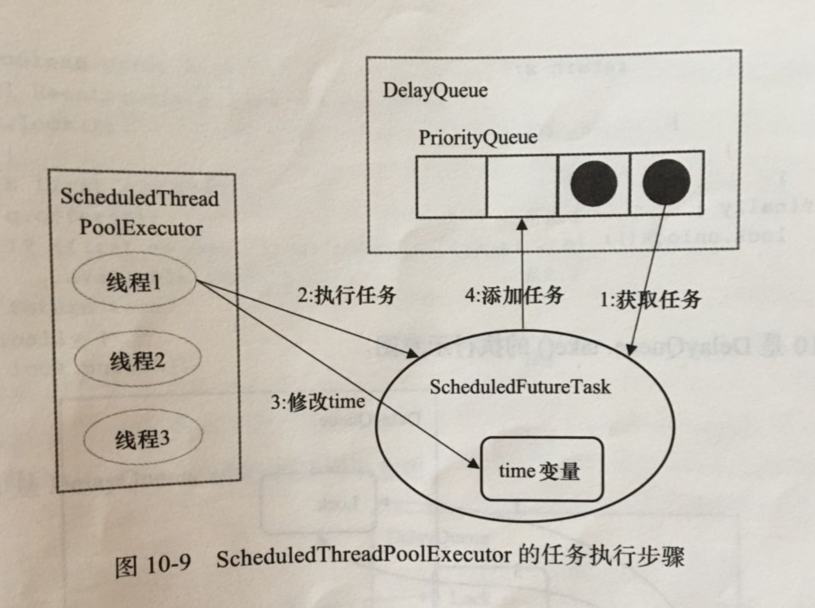 DelayQueue
PriorityQueue
ScheduledThread
PoolExecutor
线程1
线程2
线程3
2:执行任务
4:添加任务
1:获取任务
3:修改time
ScheduledFutureTask
time变量
图 10-9 ScheduledThreadPoolExecutor 的任务执行步骤